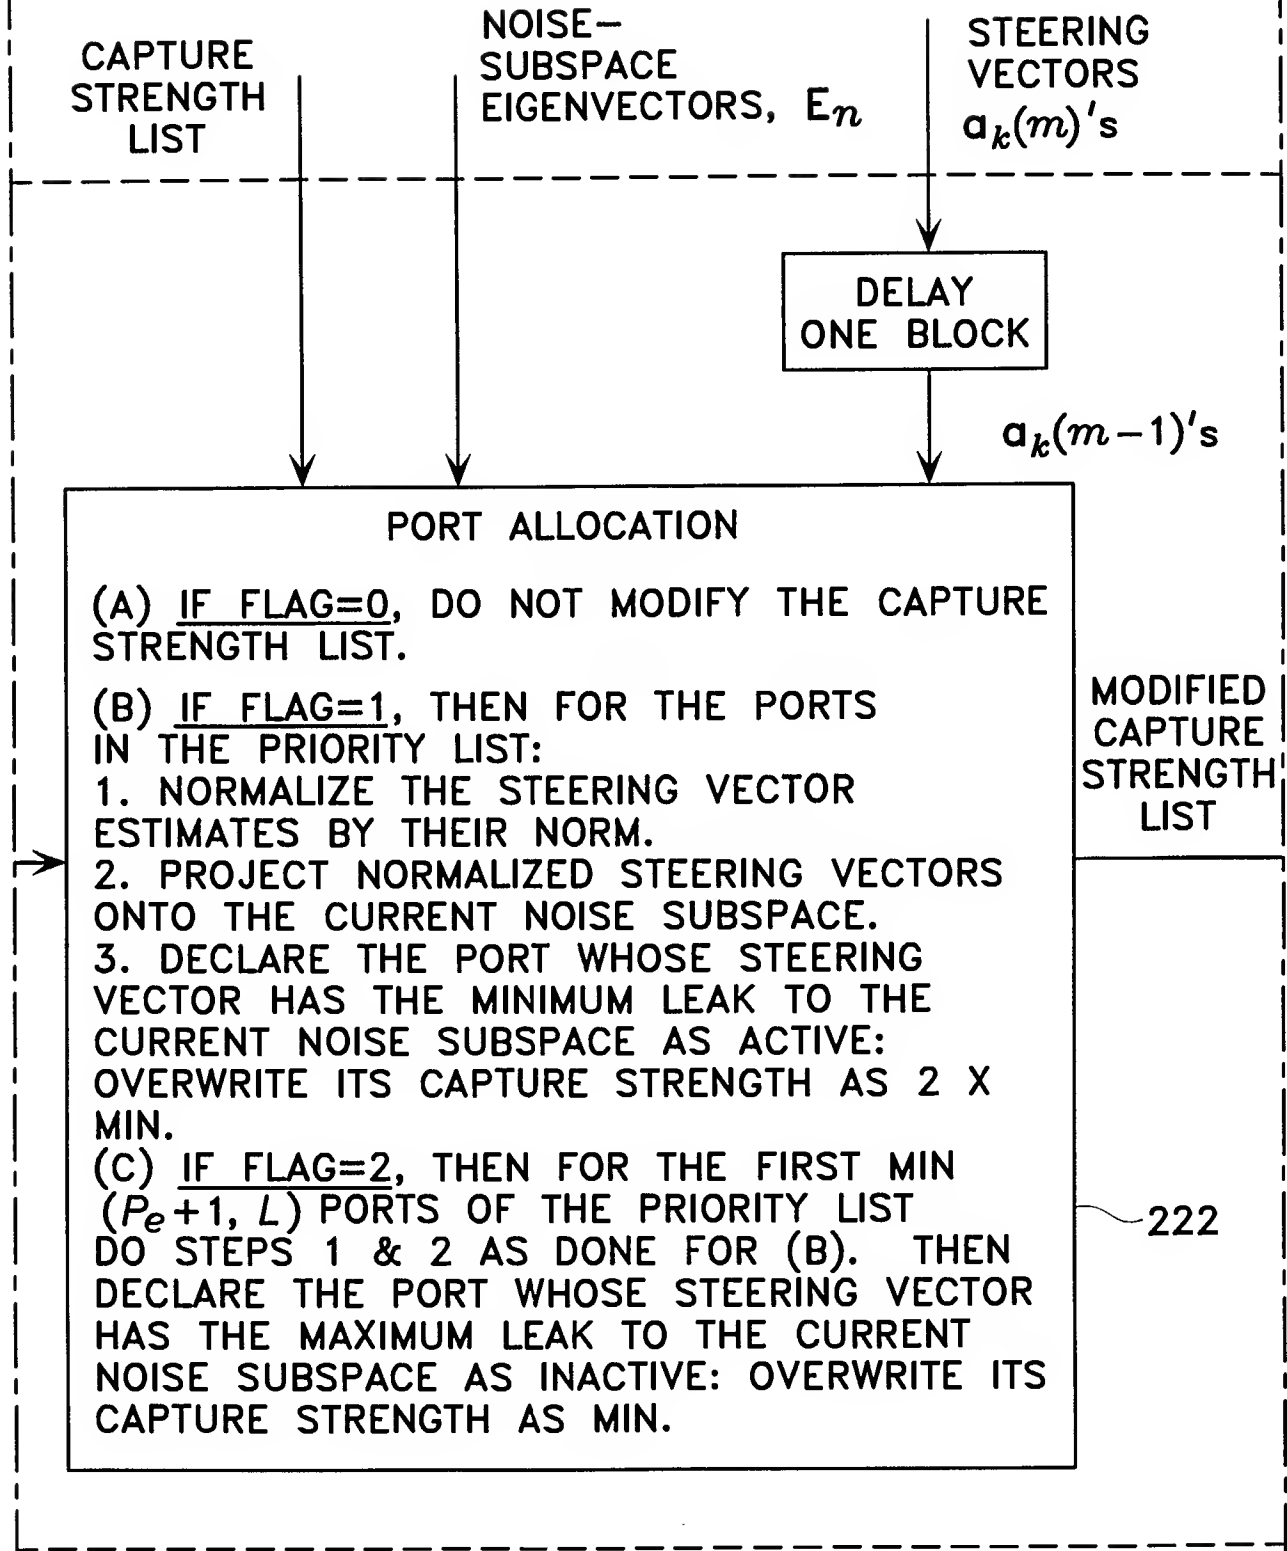 CAPTURE
STRENGTH
LIST
NOISE–
SUBSPACE
EIGENVECTORS, En
STEERING
VECTORS
ak(m)'s
DELAY
ONE BLOCK
ak(m−1)'s
PORT ALLOCATION
(A) IF FLAG=0, DO NOT MODIFY THE CAPTURE
STRENGTH LIST.
(B) IF FLAG=1, THEN FOR THE PORTS
IN THE PRIORITY LIST:
1. NORMALIZE THE STEERING VECTOR
ESTIMATES BY THEIR NORM.
2. PROJECT NORMALIZED STEERING VECTORS
ONTO THE CURRENT NOISE SUBSPACE.
3. DECLARE THE PORT WHOSE STEERING
VECTOR HAS THE MINIMUM LEAK TO THE
CURRENT NOISE SUBSPACE AS ACTIVE:
OVERWRITE ITS CAPTURE STRENGTH AS 2 X
MIN.
(C) IF FLAG=2, THEN FOR THE FIRST MIN
(Pe+1, L) PORTS OF THE PRIORITY LIST
DO STEPS 1 & 2 AS DONE FOR (B). THEN
DECLARE THE PORT WHOSE STEERING VECTOR
HAS THE MAXIMUM LEAK TO THE CURRENT
NOISE SUBSPACE AS INACTIVE: OVERWRITE ITS
CAPTURE STRENGTH AS MIN.
MODIFIED
CAPTURE
STRENGTH
LIST
222